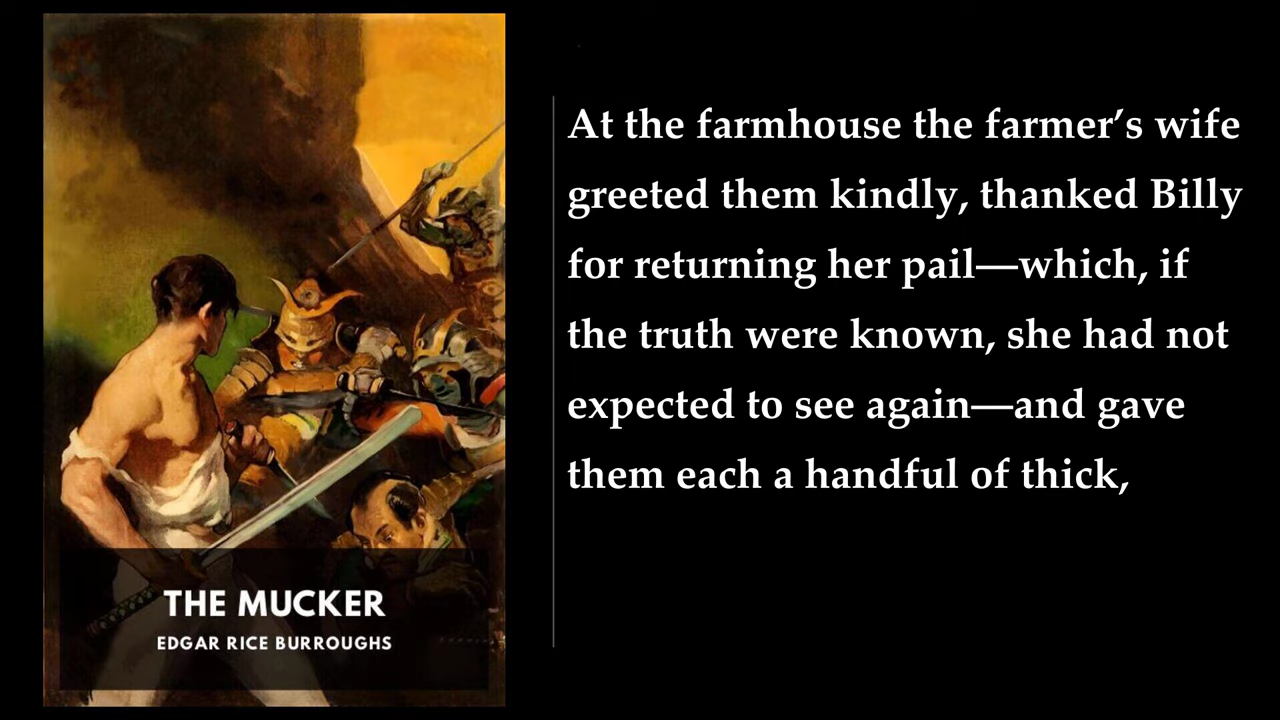 THE MUCKER
EDGAR RICE BURROUGHS
At the farmhouse the farmer’s wife
greeted them kindly, thanked Billy
for returning her pail—which, if
the truth were known, she had not
expected to see again—and gave
them each a handful of thick,